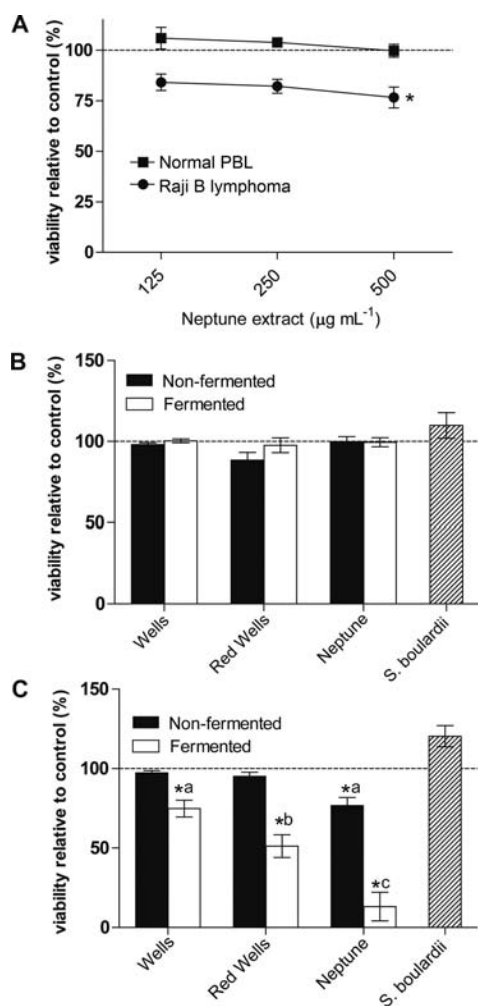 A
viability relative to control (%)
100
75
50
25
0
Normal PBL
Raji B lymphoma
*
125
250
500
Neptune extract (μg mL⁻¹)
B
viability relative to control (%)
150
100
50
0
Non-fermented
Fermented
Wells
Red Wells
Neptune
S. boulardii
C
viability relative to control (%)
150
100
50
0
Non-fermented
Fermented
*a
*b
*a
*c
Wells
Red Wells
Neptune
S. boulardii